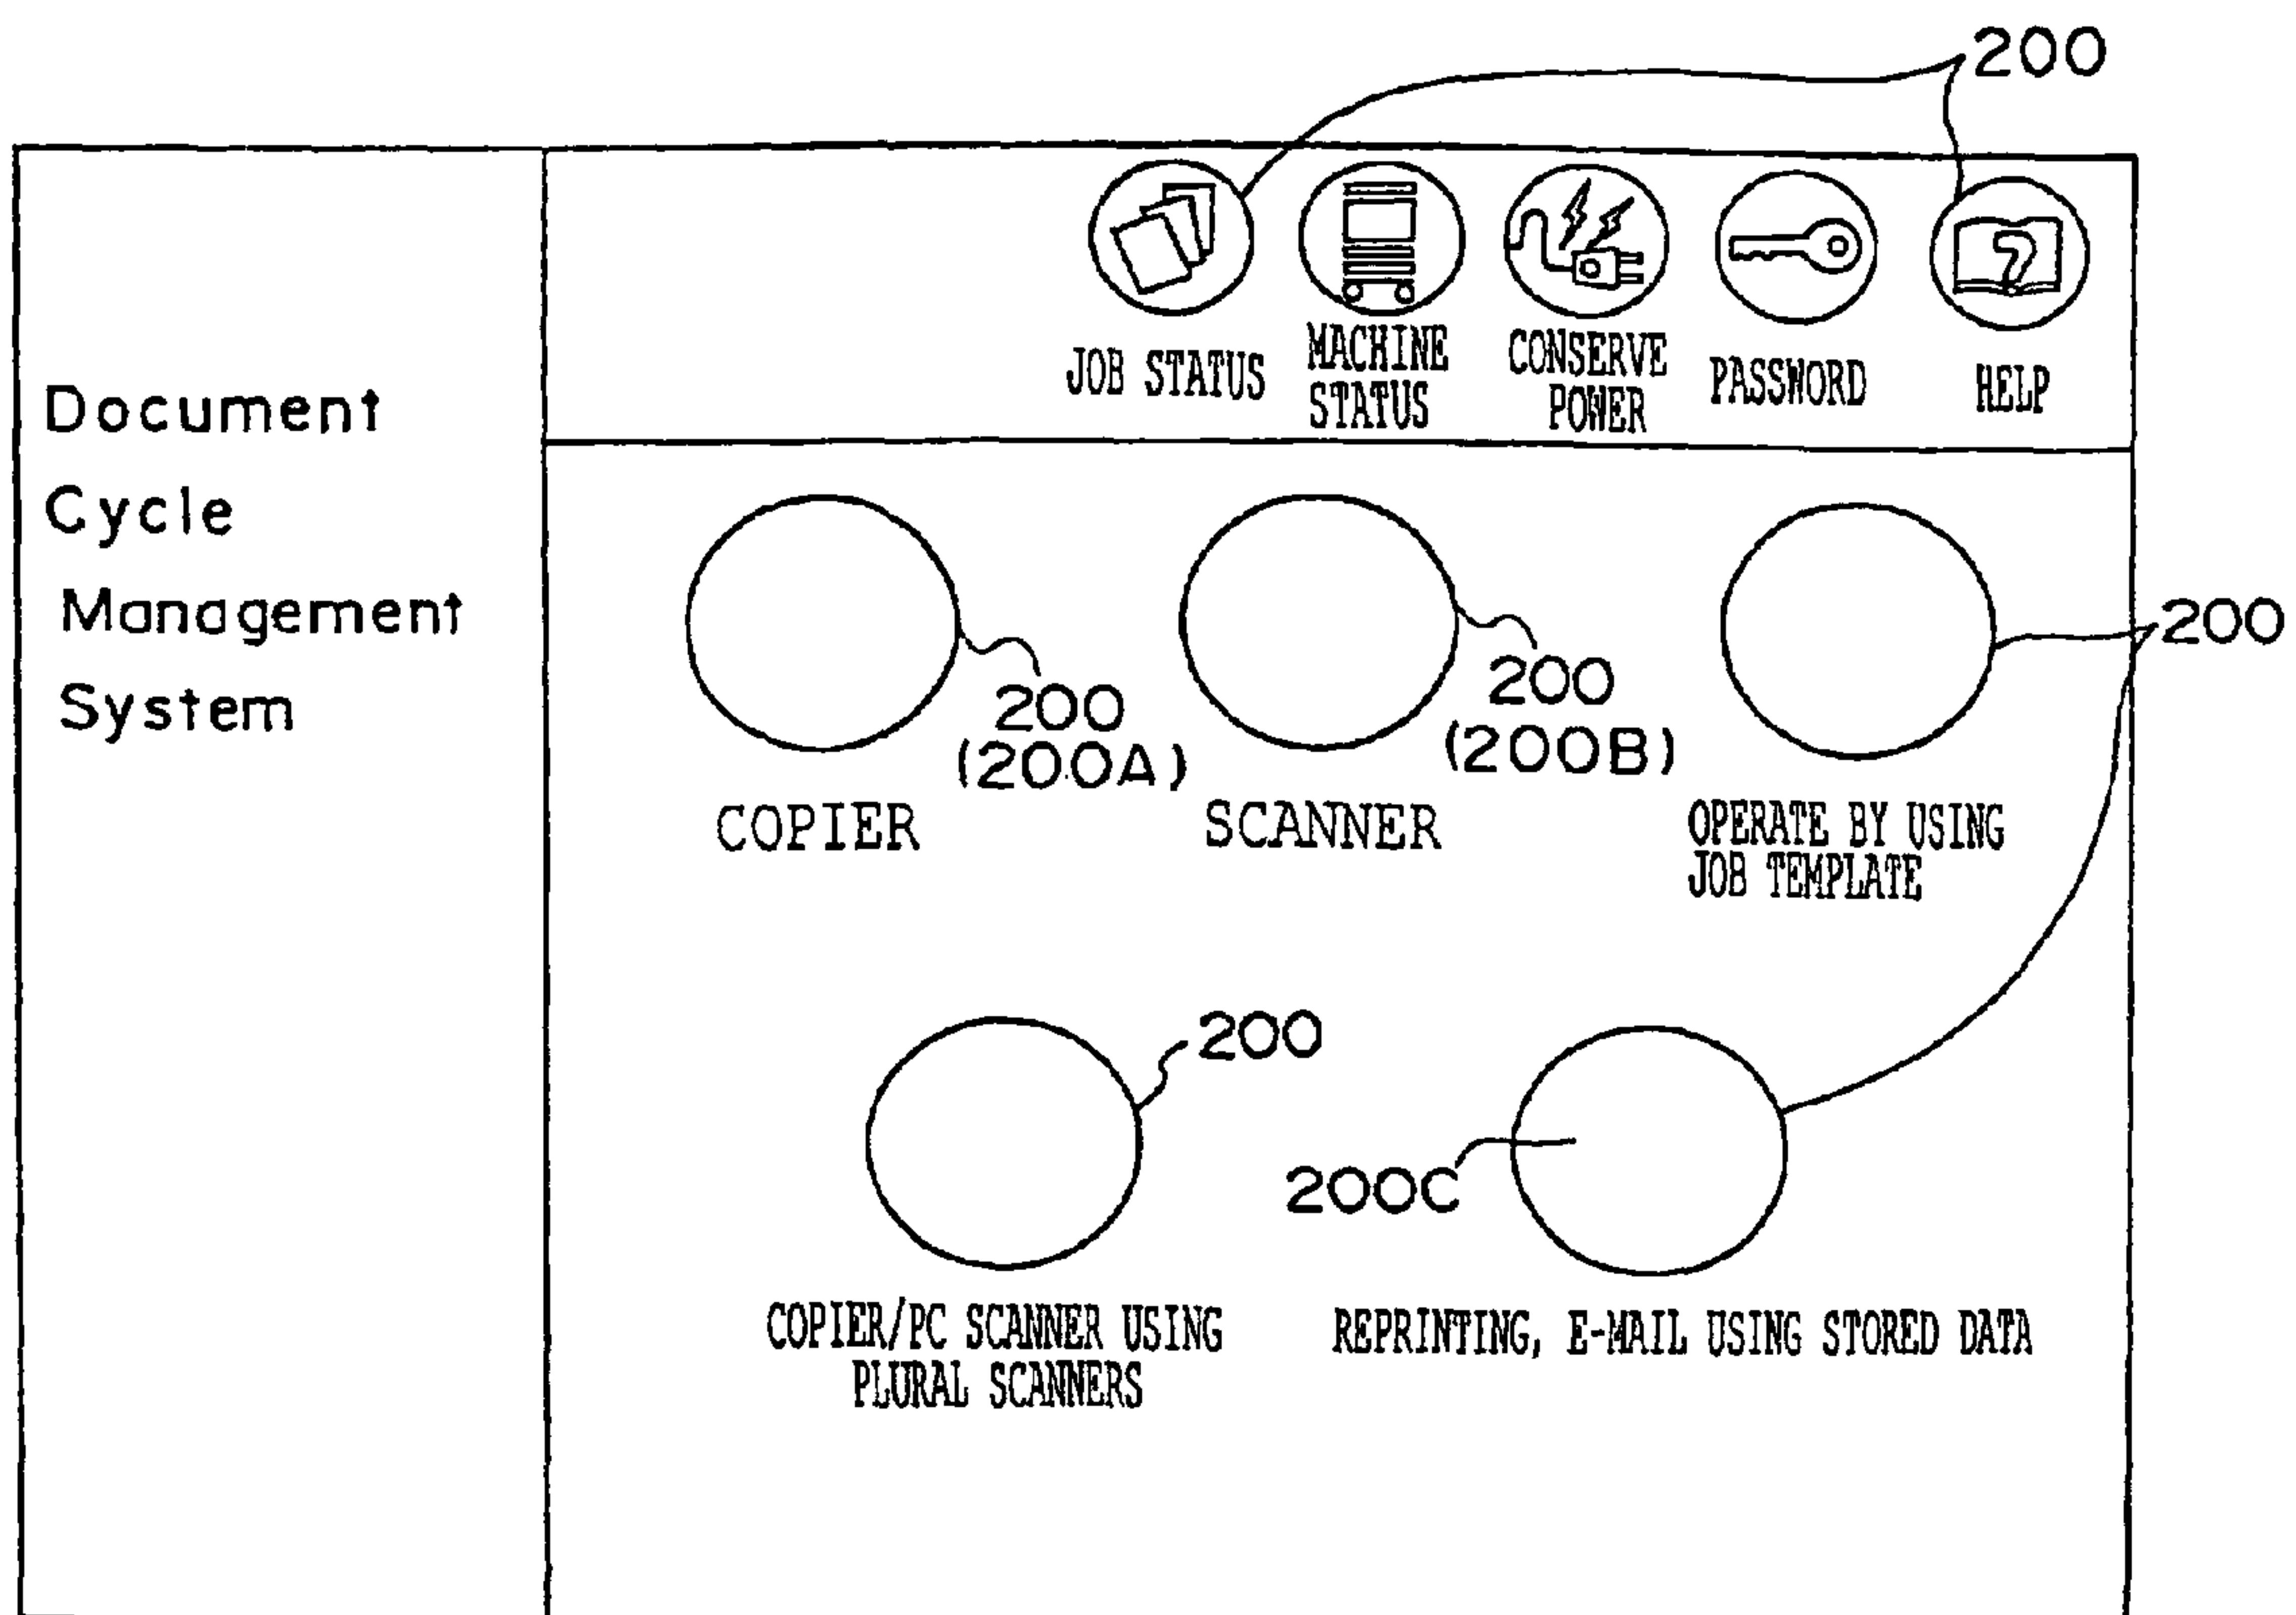 200
JOB STATUS
MACHINE
STATUS
CONSERVE
POWER
PASSWORD
HELP
Document
Cycle
Management
System
200
(200A)
200
(200B)
200
COPIER
SCANNER
OPERATE BY USING
JOB TEMPLATE
200
200C
COPIER/PC SCANNER USING
PLURAL SCANNERS
REPRINTING, E-MAIL USING STORED DATA